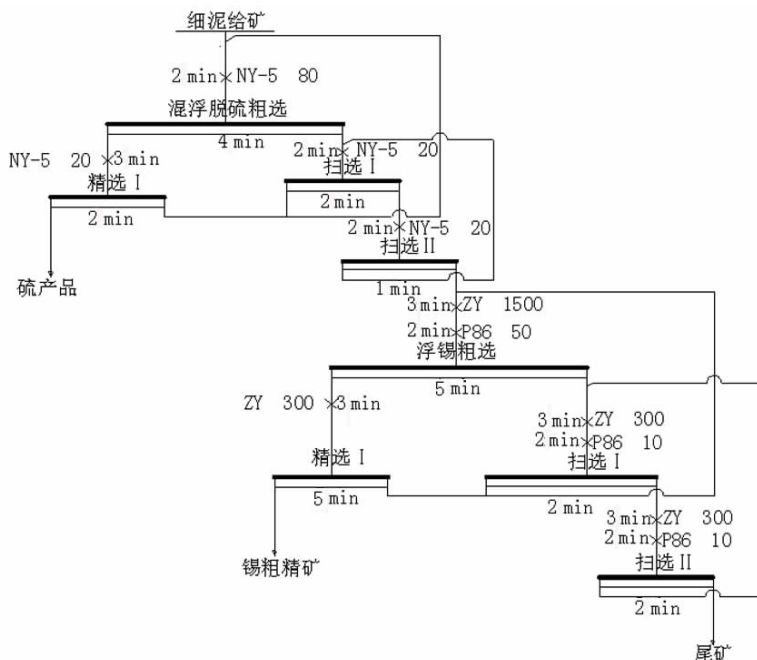 细泥给矿
2 min NY-5 80
混浮脱硫粗选
4 min
NY-5 20 3 min
2 min NY-5 20
精选 I
扫选 I
2 min
2 min
2 min NY-5 20
扫选 II
硫产品
1 min
3 min ZY 1500
2 min P86 50
浮锡粗选
5 min
ZY 300 3 min
3 min ZY 300
2 min P86 10
精选 I
扫选 I
5 min
2 min
3 min ZY 300
2 min P86 10
锡粗精矿
扫选 II
2 min
尾矿